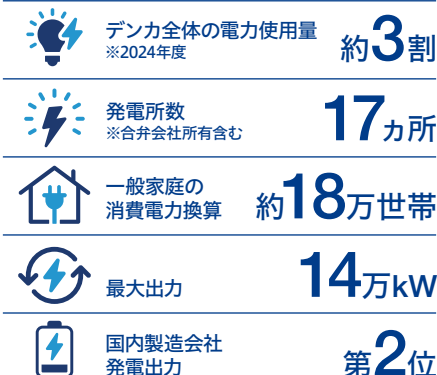 デンカ全体の電力使用量
※2024年度
約3割
発電所数
※合弁会社所有含む
17カ所
一般家庭の
消費電力換算
約18万世帯
最大出力
14万kW
国内製造会社
発電出力
第2位